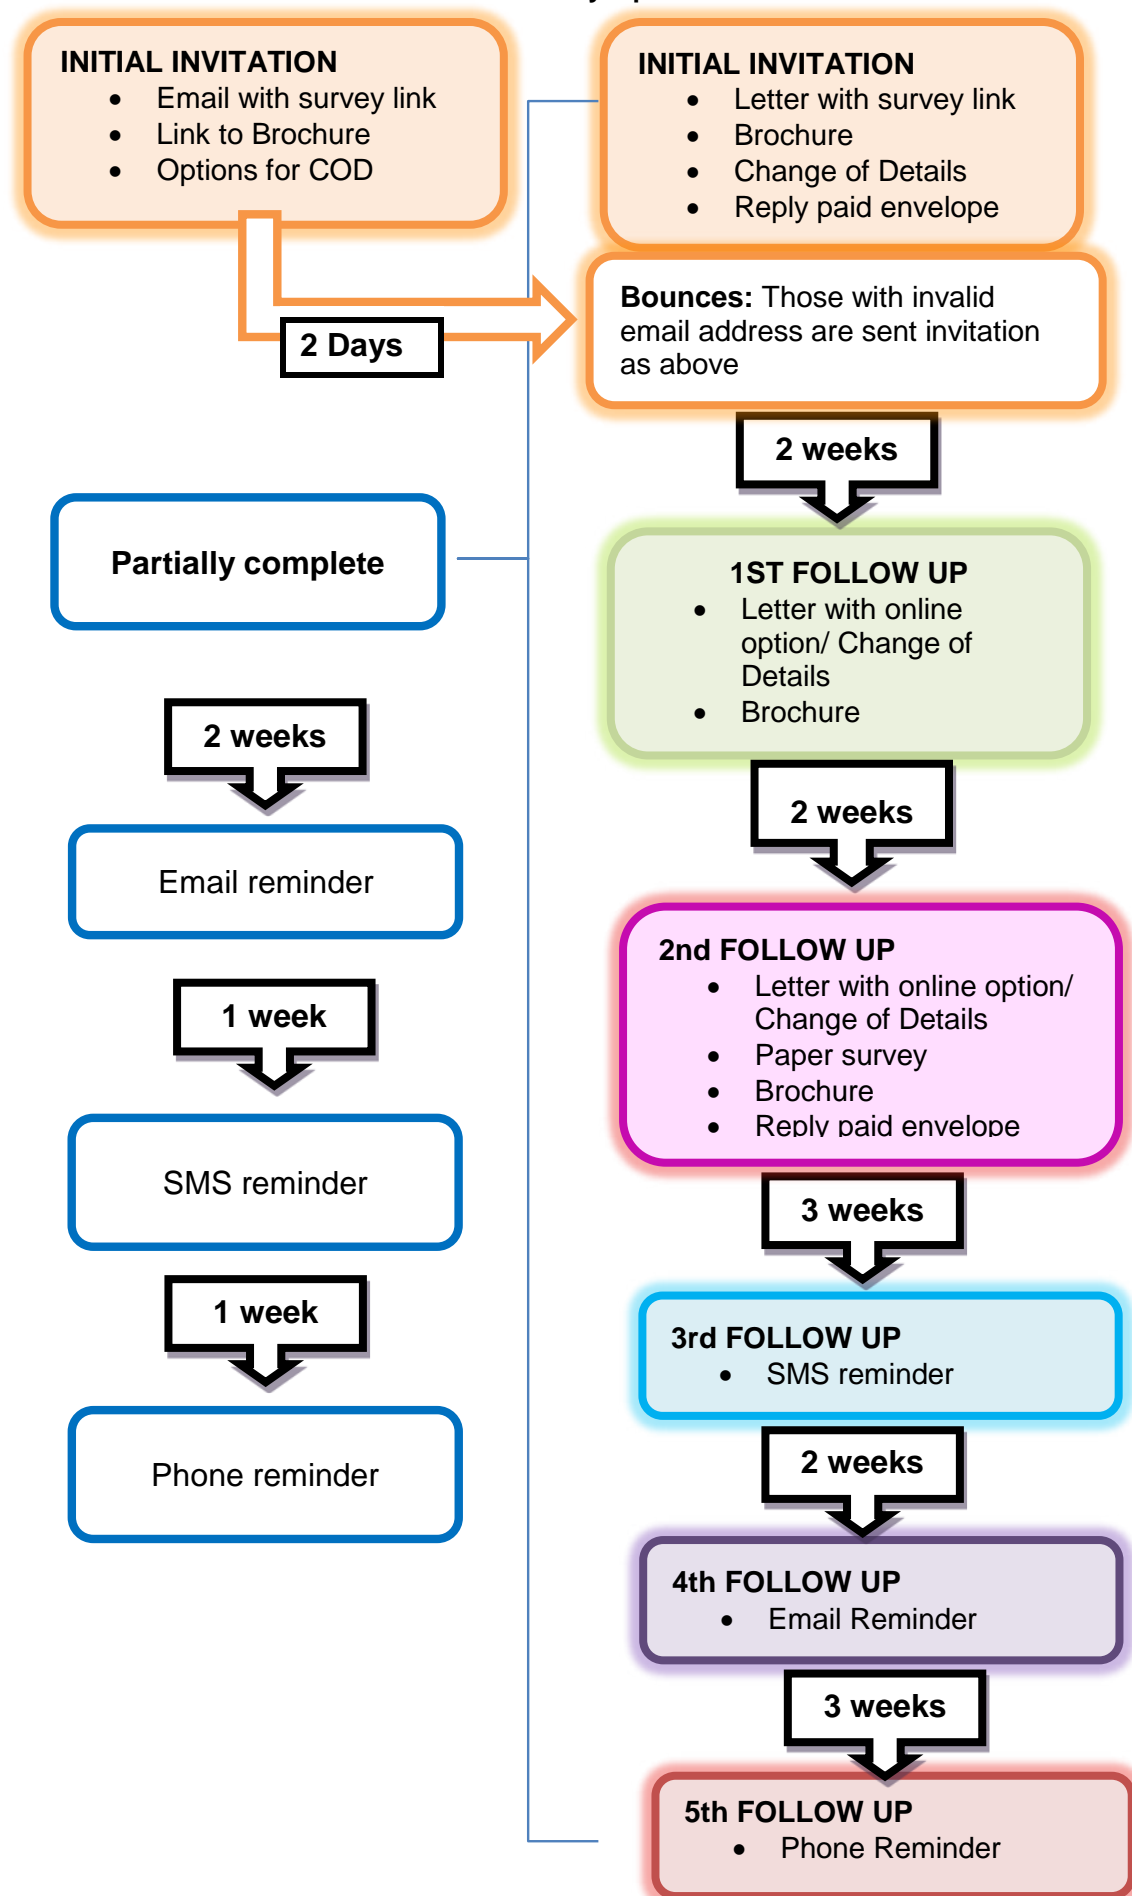 INITIAL INVITATION
• Email with survey link
• Link to Brochure
• Options for COD
INITIAL INVITATION
• Letter with survey link
• Brochure
• Change of Details
• Reply paid envelope
2 Days
Bounces: Those with invalid
email address are sent invitation
as above
2 weeks
Partially complete
1ST FOLLOW UP
• Letter with online
option/ Change of
Details
• Brochure
2 weeks
2 weeks
Email reminder
2nd FOLLOW UP
• Letter with online option/
Change of Details
• Paper survey
• Brochure
• Reply paid envelope
1 week
SMS reminder
3 weeks
1 week
3rd FOLLOW UP
• SMS reminder
Phone reminder
2 weeks
4th FOLLOW UP
• Email Reminder
3 weeks
5th FOLLOW UP
• Phone Reminder